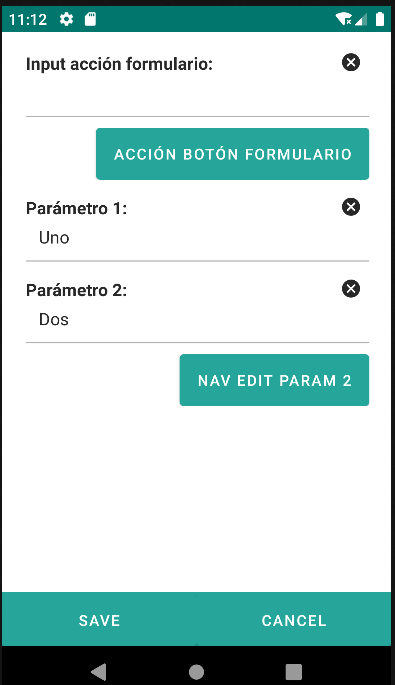 11:12
Input acción formulario:
ACCIÓN BOTÓN FORMULARIO
Parámetro 1:
Uno
Parámetro 2:
Dos
NAV EDIT PARAM 2
SAVE CANCEL